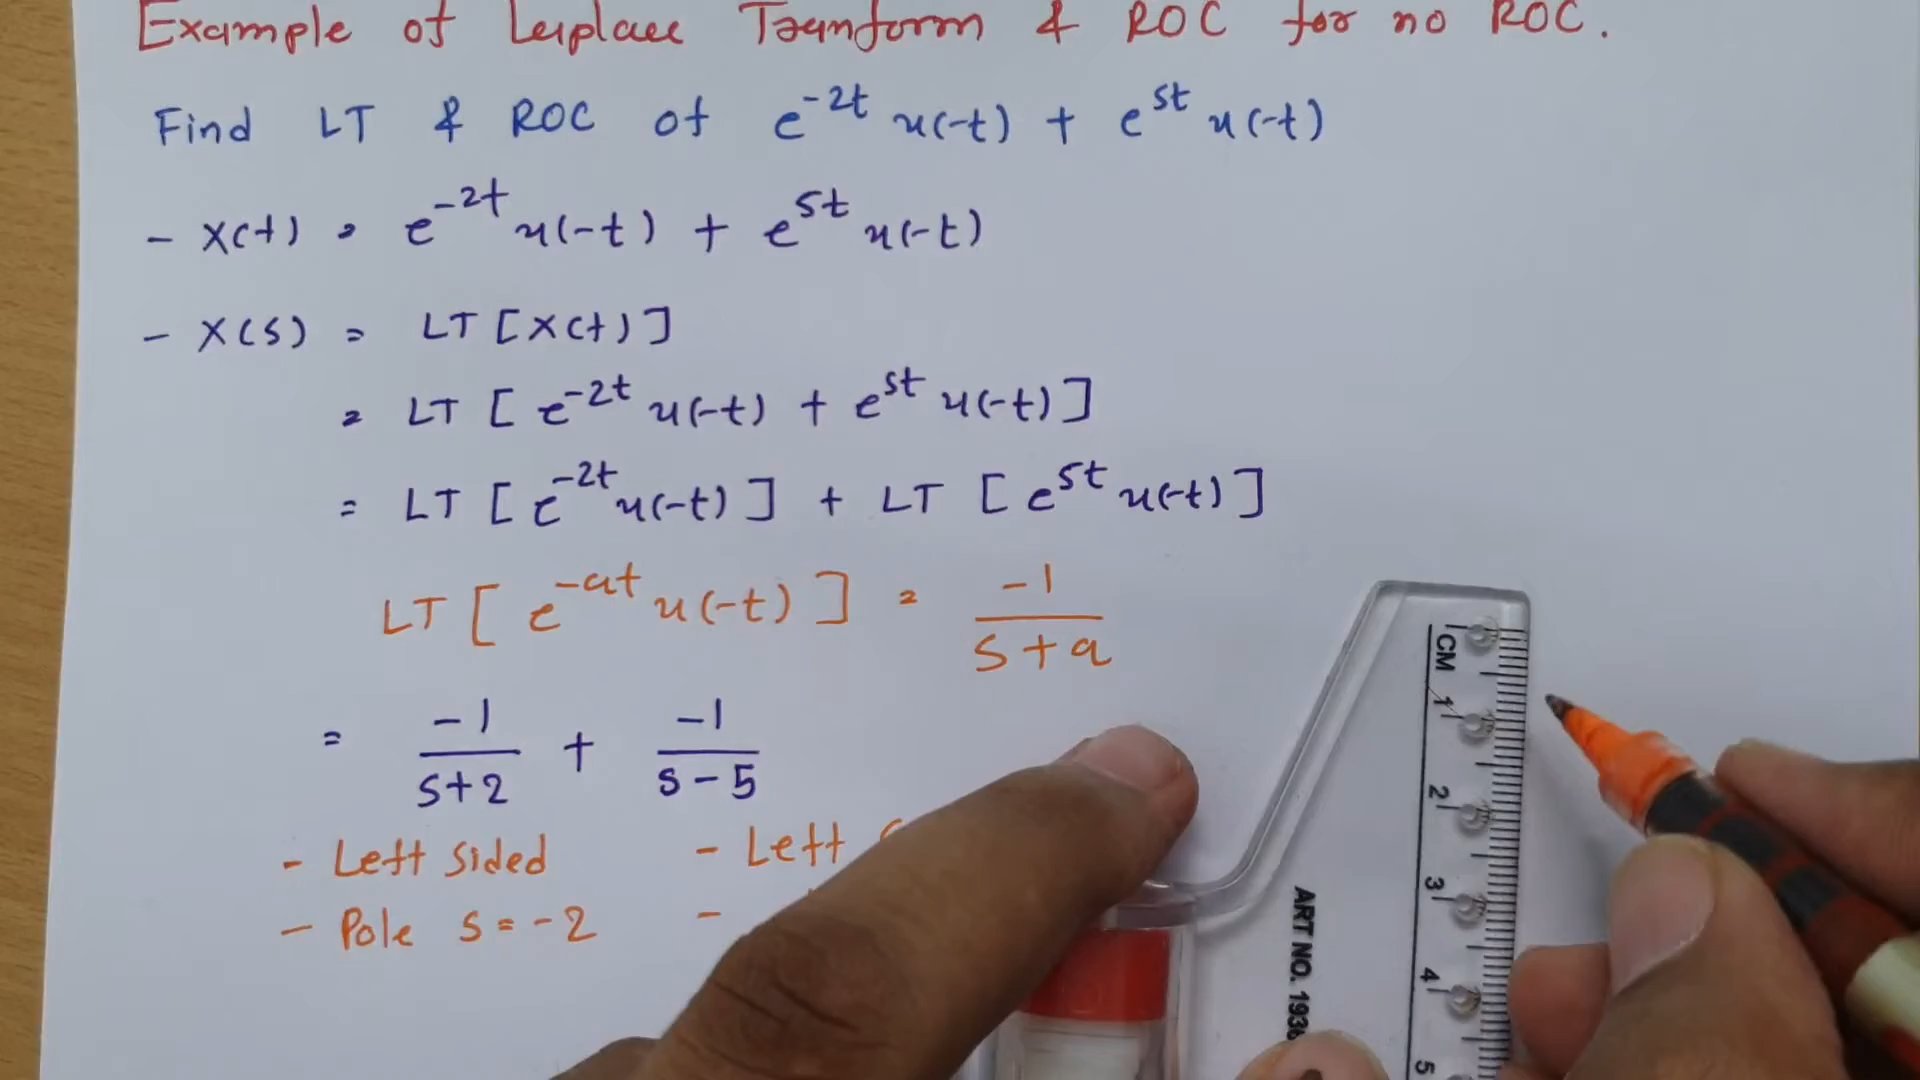 Example of Laplace Transform & ROC for no ROC.
Find LT & ROC of e^-2t u(-t) + e^5t u(-t)
- x(t) = e^-2t u(-t) + e^5t u(-t)
- X(s) = LT [x(t)]
= LT [e^-2t u(-t) + e^5t u(-t)]
= LT [e^-2t u(-t)] + LT [e^5t u(-t)]
LT [e^-at u(-t)] = -1/(s+a)
= -1/(s+2) + -1/(s-5)
- Left Sided - Left
- Pole s = -2 -
CM 1 2 3 4 5
ART NO. 193